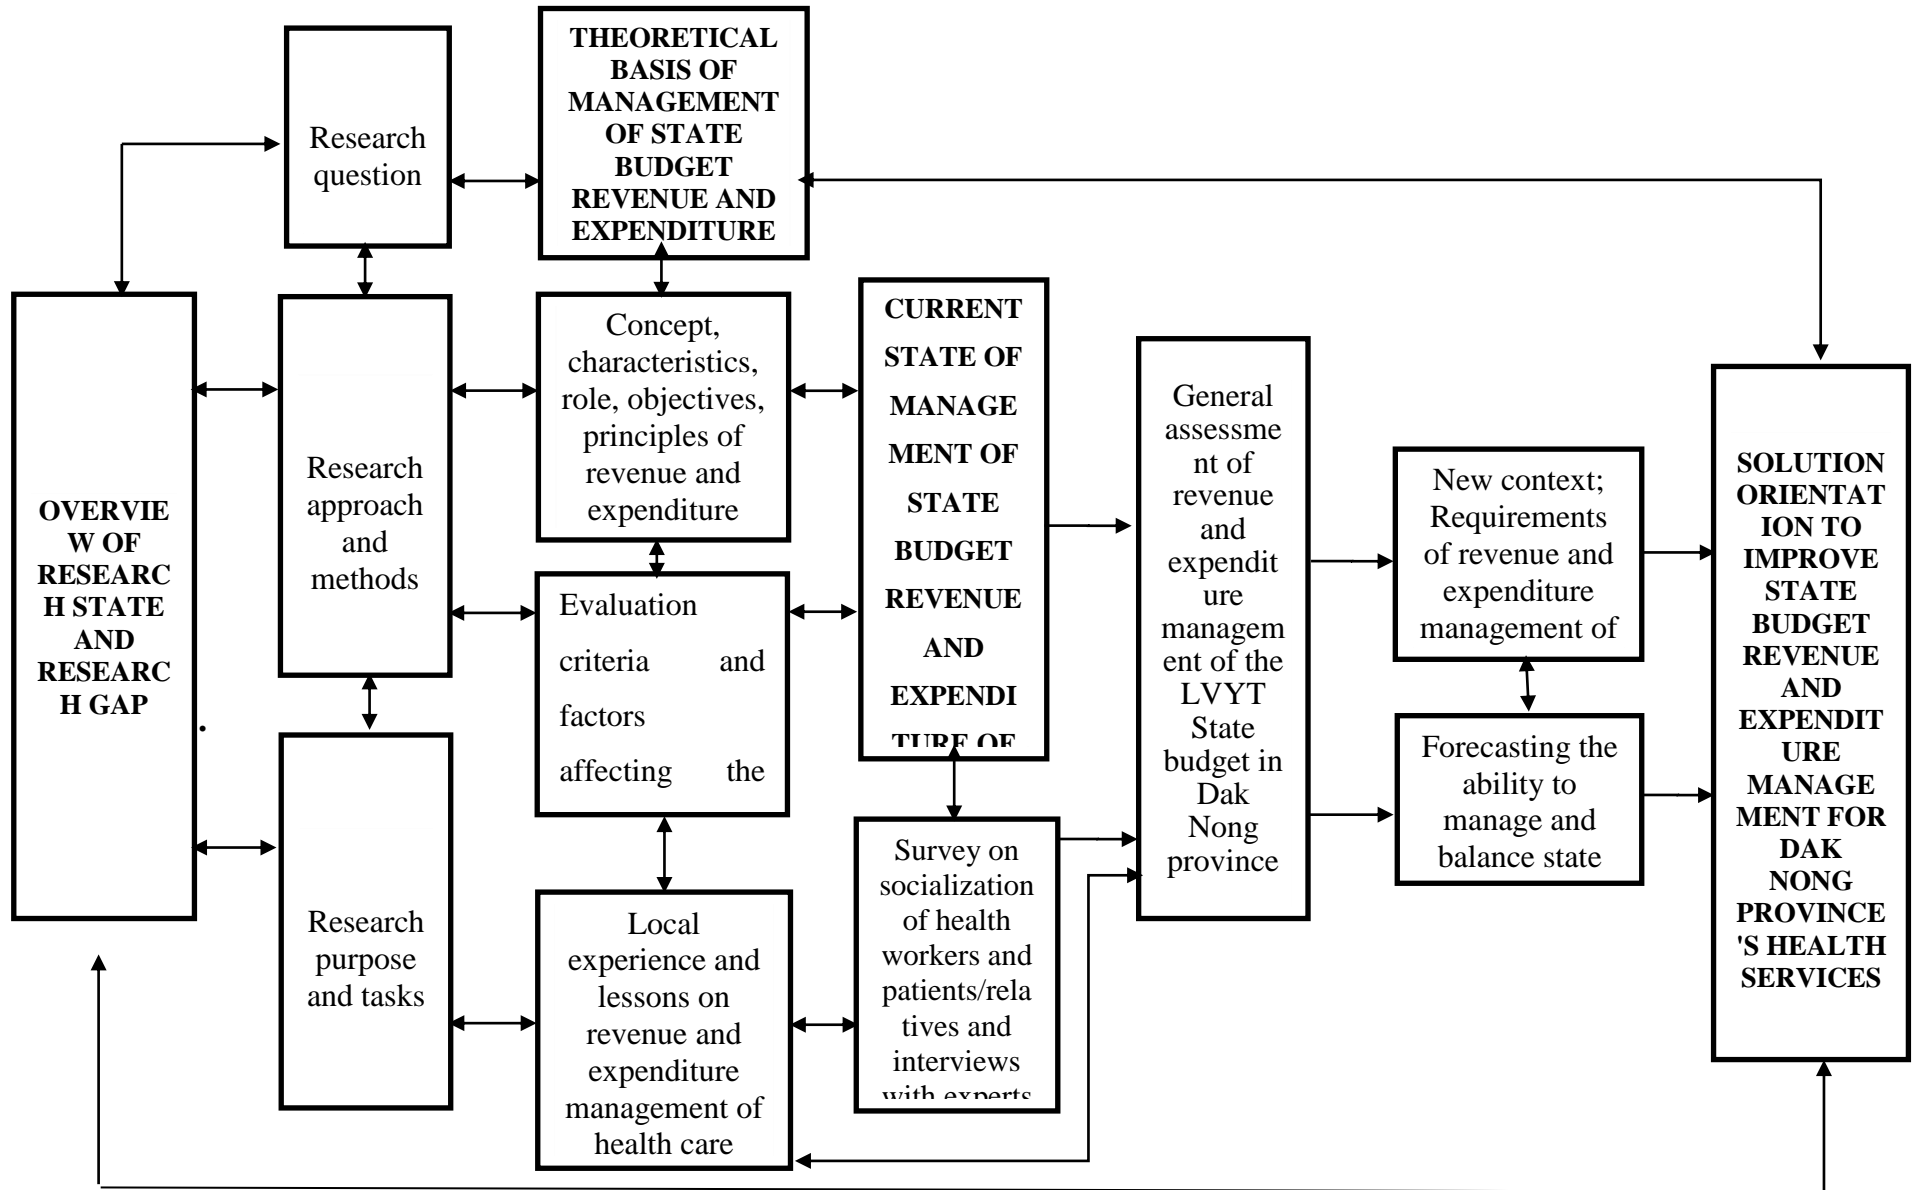 Research
question
THEORETICAL
BASIS OF
MANAGEMENT
OF STATE
BUDGET
REVENUE AND
EXPENDITURE
OVERVIE
W OF
RESEARC
H STATE
AND
RESEARC
H GAP
.
Research
approach
and
methods
Research
purpose
and tasks
Concept,
characteristics,
role, objectives,
principles of
revenue and
expenditure
Evaluation
criteria and
factors
affecting the
Local
experience and
lessons on
revenue and
expenditure
management of
health care
CURRENT
STATE OF
MANAGE
MENT OF
STATE
BUDGET
REVENUE
AND
EXPENDI
TURE OF
Survey on
socialization
of health
workers and
patients/rela
tives and
interviews
with experts
General
assessme
nt of
revenue
and
expendit
ure
managem
ent of the
LVYT
State
budget in
Dak
Nong
province
New context;
Requirements
of revenue and
expenditure
management of
Forecasting the
ability to
manage and
balance state
SOLUTION
ORIENTAT
ION TO
IMPROVE
STATE
BUDGET
REVENUE
AND
EXPENDIT
URE
MANAGE
MENT FOR
DAK
NONG
PROVINCE
'S HEALTH
SERVICES